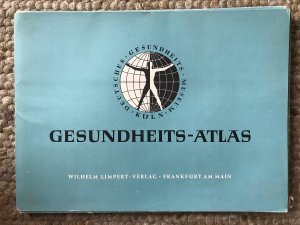 DEUTSCHES · GESUNDHEITS · MUSEUM · KÖLN
GESUNDHEITS-ATLAS
WILHELM LIMPERT · VERLAG · FRANKFURT AM MAIN